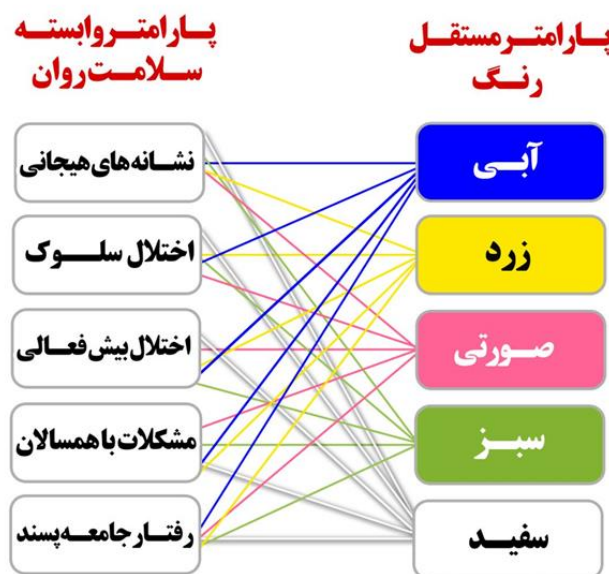 پارامتر مستقل
رنگ
آبی
زرد
صورتی
سبز
سفید
پارامتر وابسته
سلامت روان
نشانه های هیجانی
اختلال سلوک
اختلال بیش فعالی
مشکلات با همسالان
رفتار جامعه پسند